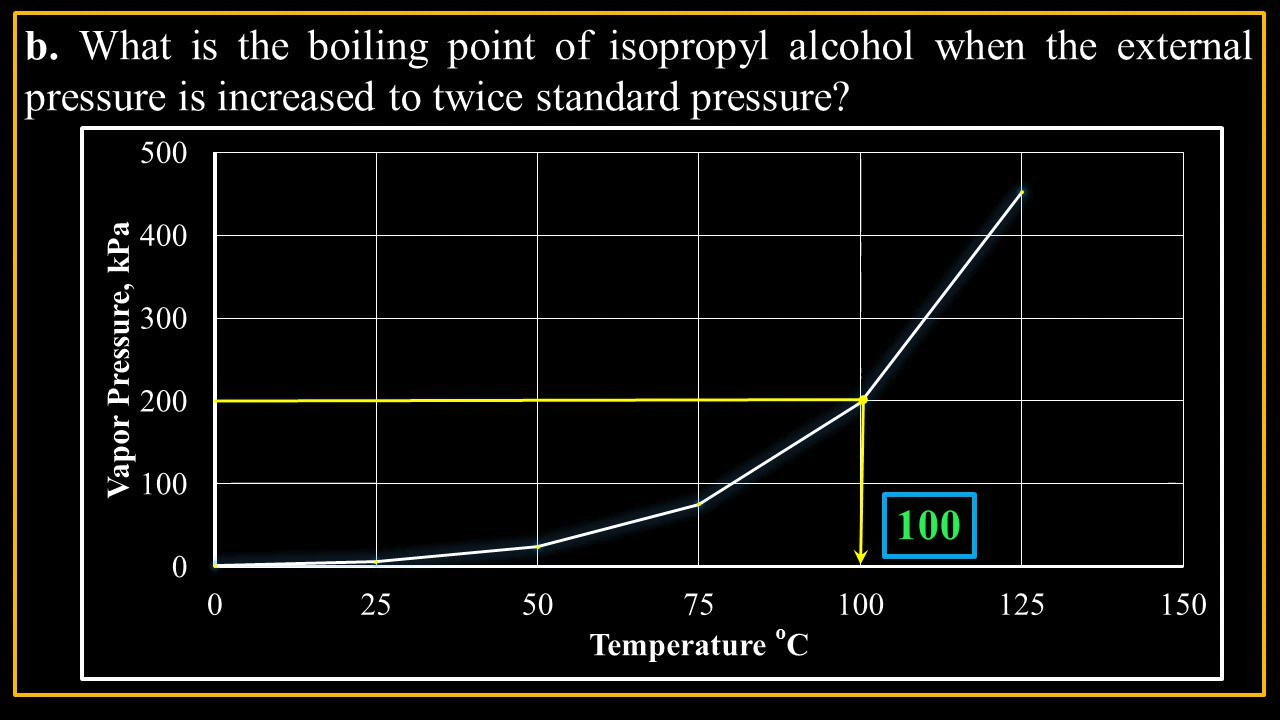 b. What is the boiling point of isopropyl alcohol when the external
pressure is increased to twice standard pressure?
500
400
300
200
100
0
Vapor Pressure, kPa
100
0 25 50 75 100 125 150
Temperature °C